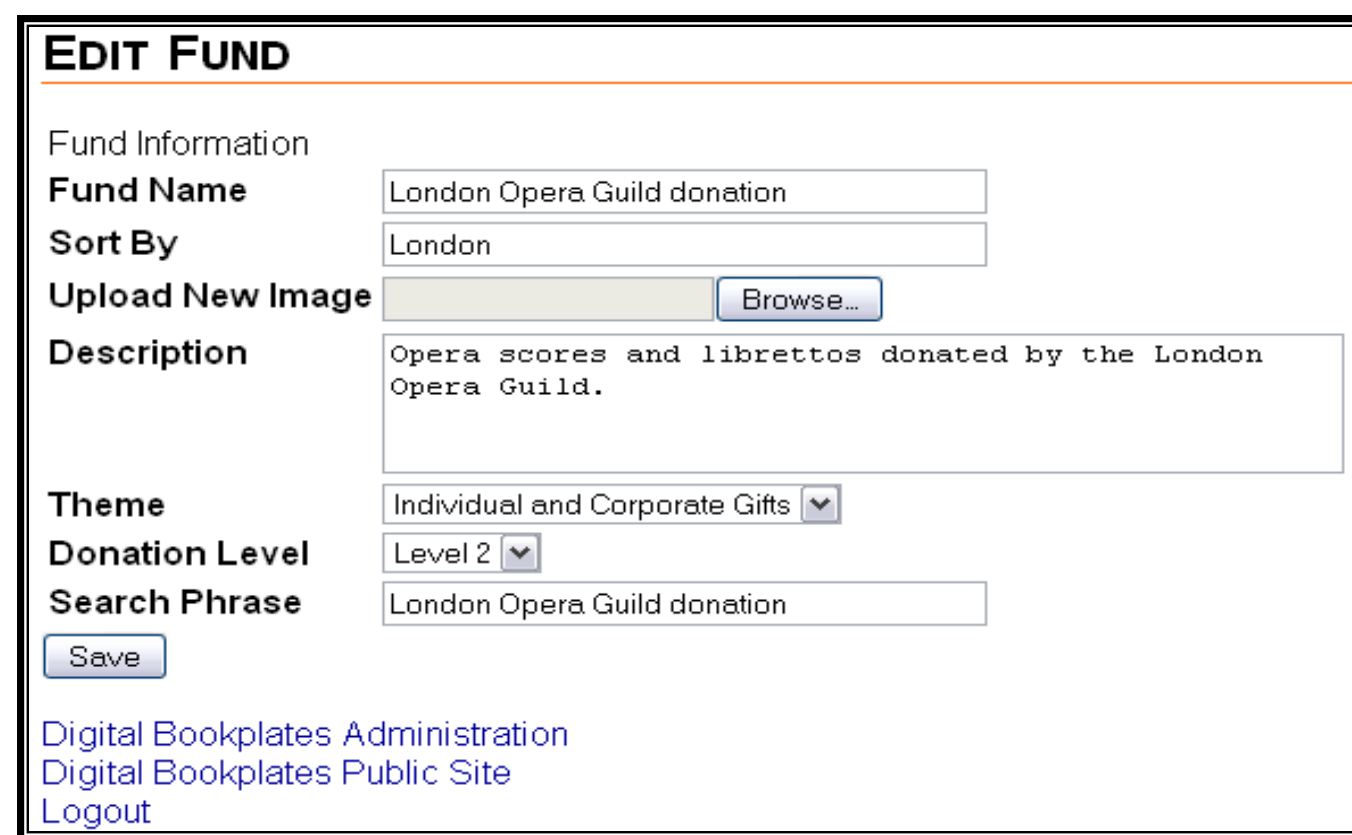 EDIT FUND
Fund Information
Fund Name London Opera Guild donation
Sort By London
Upload New Image Browse...
Description Opera scores and librettos donated by the London
Opera Guild.
Theme Individual and Corporate Gifts
Donation Level Level 2
Search Phrase London Opera Guild donation
Save
Digital Bookplates Administration
Digital Bookplates Public Site
Logout